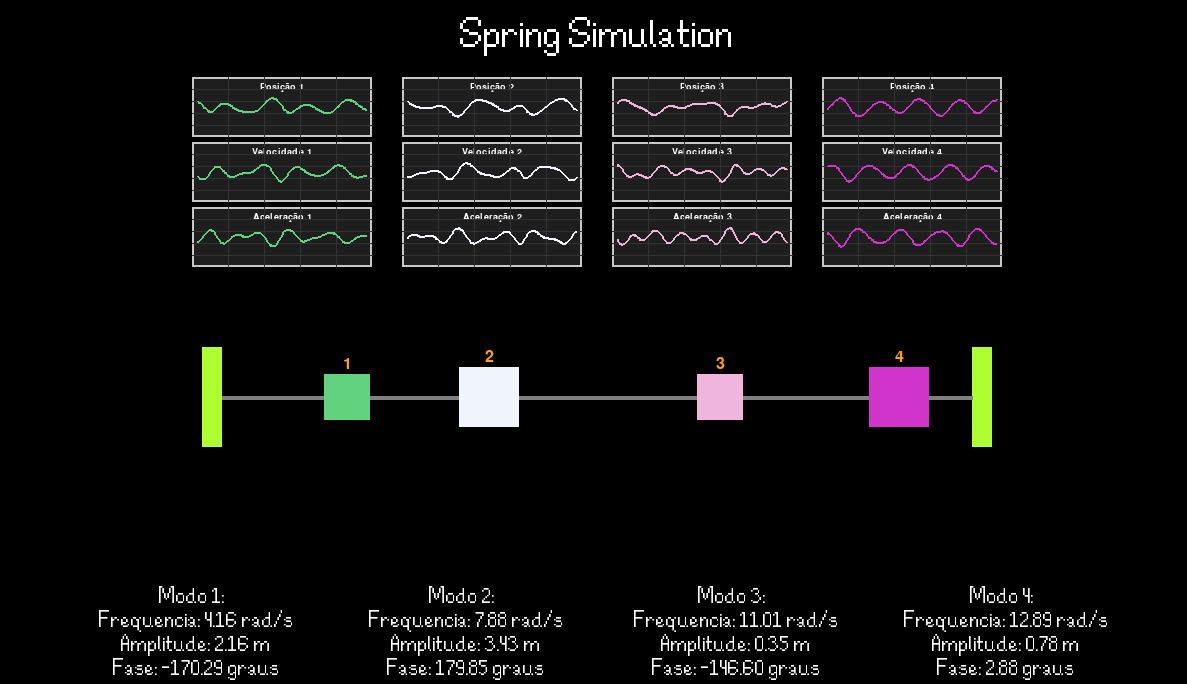 Spring Simulation
Posição 1
Posição 2
Posição 3
Posição 4
Velocidade 1
Velocidade 2
Velocidade 3
Velocidade 4
Aceleração 1
Aceleração 2
Aceleração 3
Aceleração 4
1
2
3
4
Modo 1:
Frequencia: 4.16 rad/s
Amplitude: 2.16 m
Fase: -170.29 graus
Modo 2:
Frequencia: 7.88 rad/s
Amplitude: 3.43 m
Fase: 179.85 graus
Modo 3:
Frequencia: 11.01 rad/s
Amplitude: 0.35 m
Fase: -146.60 graus
Modo 4:
Frequencia: 12.89 rad/s
Amplitude: 0.78 m
Fase: 2.88 graus